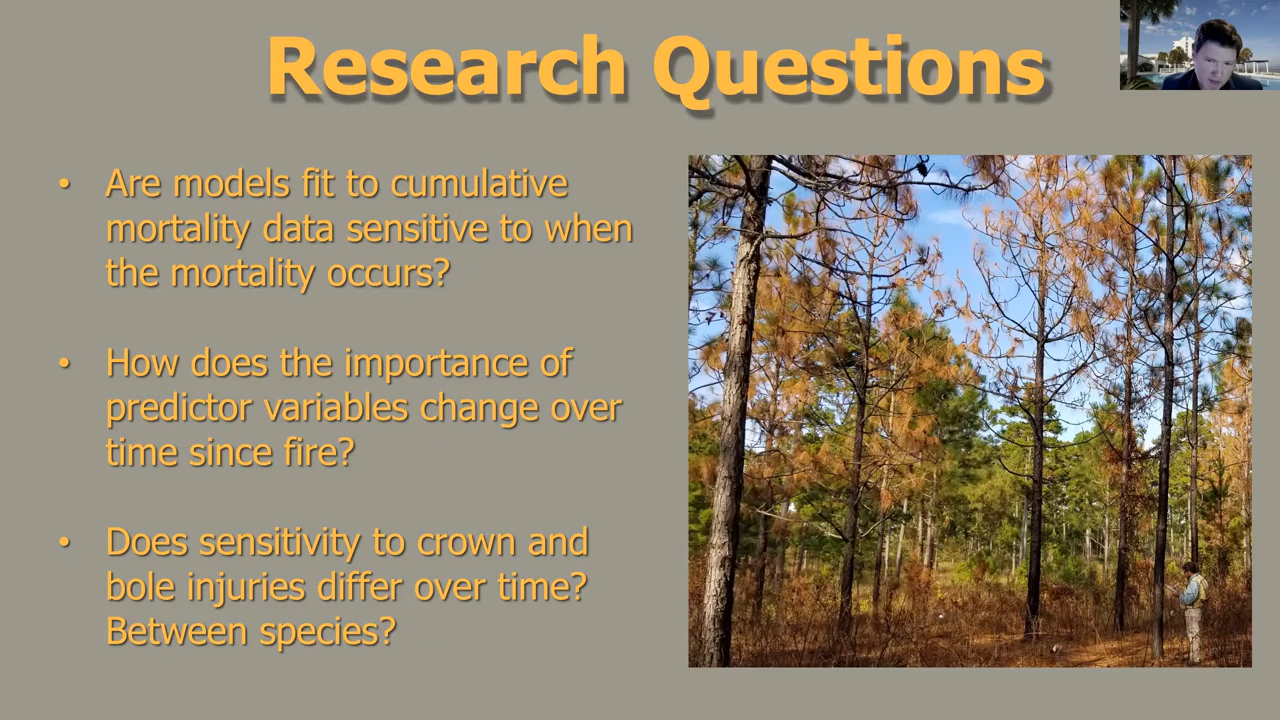 Research Questions
• Are models fit to cumulative
mortality data sensitive to when
the mortality occurs?
• How does the importance of
predictor variables change over
time since fire?
• Does sensitivity to crown and
bole injuries differ over time?
Between species?